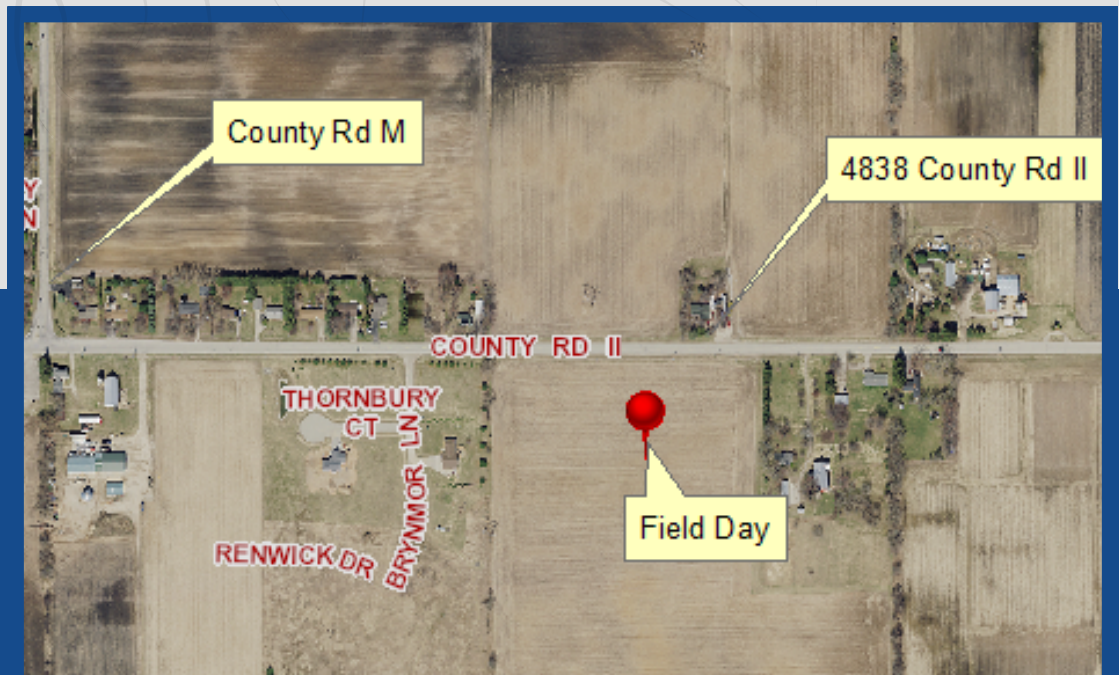 County Rd M
4838 County Rd II
Y
N
COUNTY RD II
THORNBURY
CT
BRYNMOR LN
Field Day
RENWICK DR